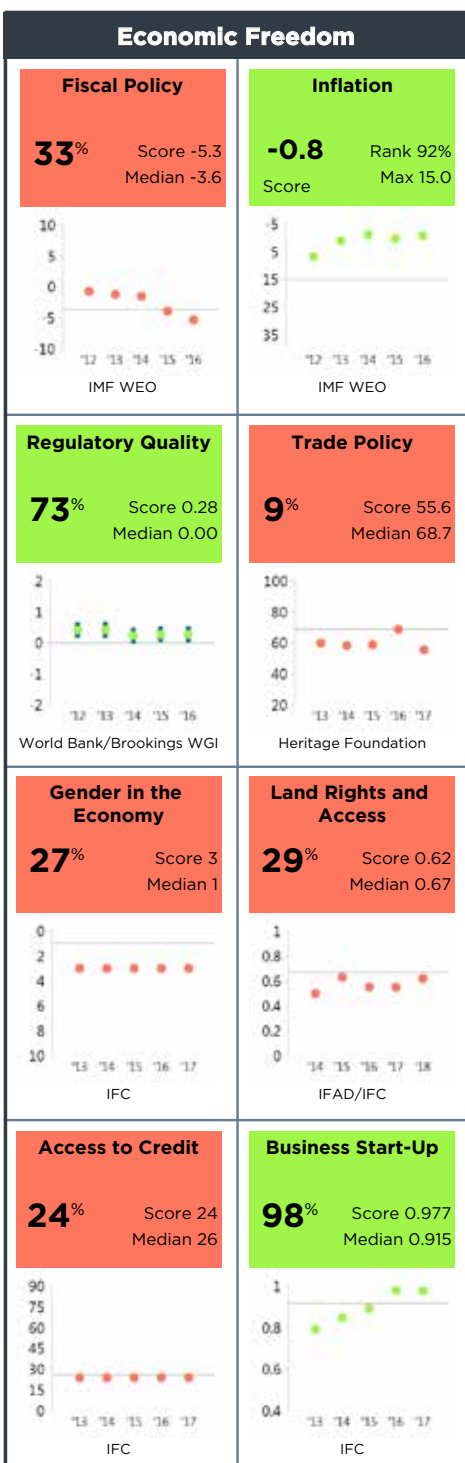 Economic Freedom
Fiscal Policy
33%
Score -5.3
Median -3.6
10
5
0
-5
-10
'12 '13 '14 '15 '16
IMF WEO
Inflation
-0.8
Score
Rank 92%
Max 15.0
-5
5
15
25
35
'12 '13 '14 '15 '16
IMF WEO
Regulatory Quality
73%
Score 0.28
Median 0.00
2
1
0
-1
-2
'12 '13 '14 '15 '16
World Bank/Brookings WGI
Trade Policy
9%
Score 55.6
Median 68.7
100
80
60
40
20
'13 '14 '15 '16 '17
Heritage Foundation
Gender in the
Economy
27%
Score 3
Median 1
0
2
4
6
8
10
'13 '14 '15 '16 '17
IFC
Land Rights and
Access
29%
Score 0.62
Median 0.67
1
0.8
0.6
0.4
0.2
0
'14 '15 '16 '17 '18
IFAD/IFC
Access to Credit
24%
Score 24
Median 26
90
75
60
45
30
15
0
'13 '14 '15 '16 '17
IFC
Business Start-Up
98%
Score 0.977
Median 0.915
1
0.8
0.6
0.4
'13 '14 '15 '16 '17
IFC